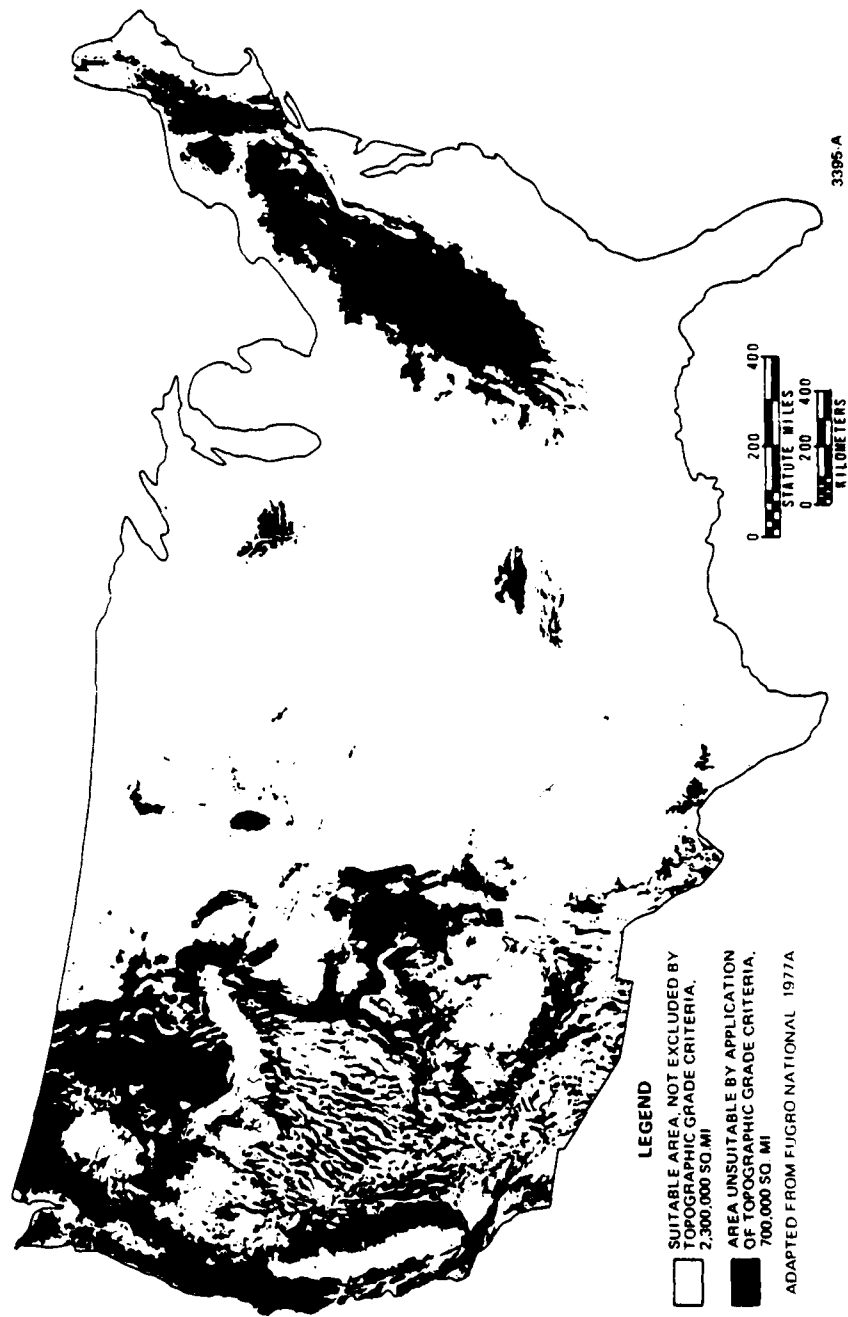 3395-A
0 200 400
STATUTE MILES
0 200 400
KILOMETERS
LEGEND
SUITABLE AREA, NOT EXCLUDED BY
TOPOGRAPHIC GRADE CRITERIA.
2,300,000 SQ. MI
AREA UNSUITABLE BY APPLICATION
OF TOPOGRAPHIC GRADE CRITERIA.
700,000 SQ. MI
ADAPTED FROM FUGRO NATIONAL 1977A